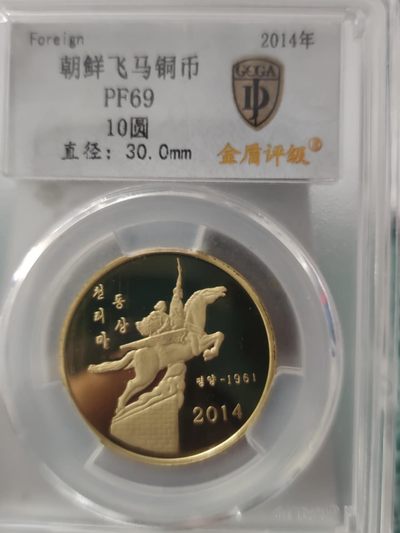 Foreign
2014年
朝鲜飞马铜币
PF69
10圆
直径: 30.0mm
GCGA
金盾评级
천리마
동상
평양-1961
2014